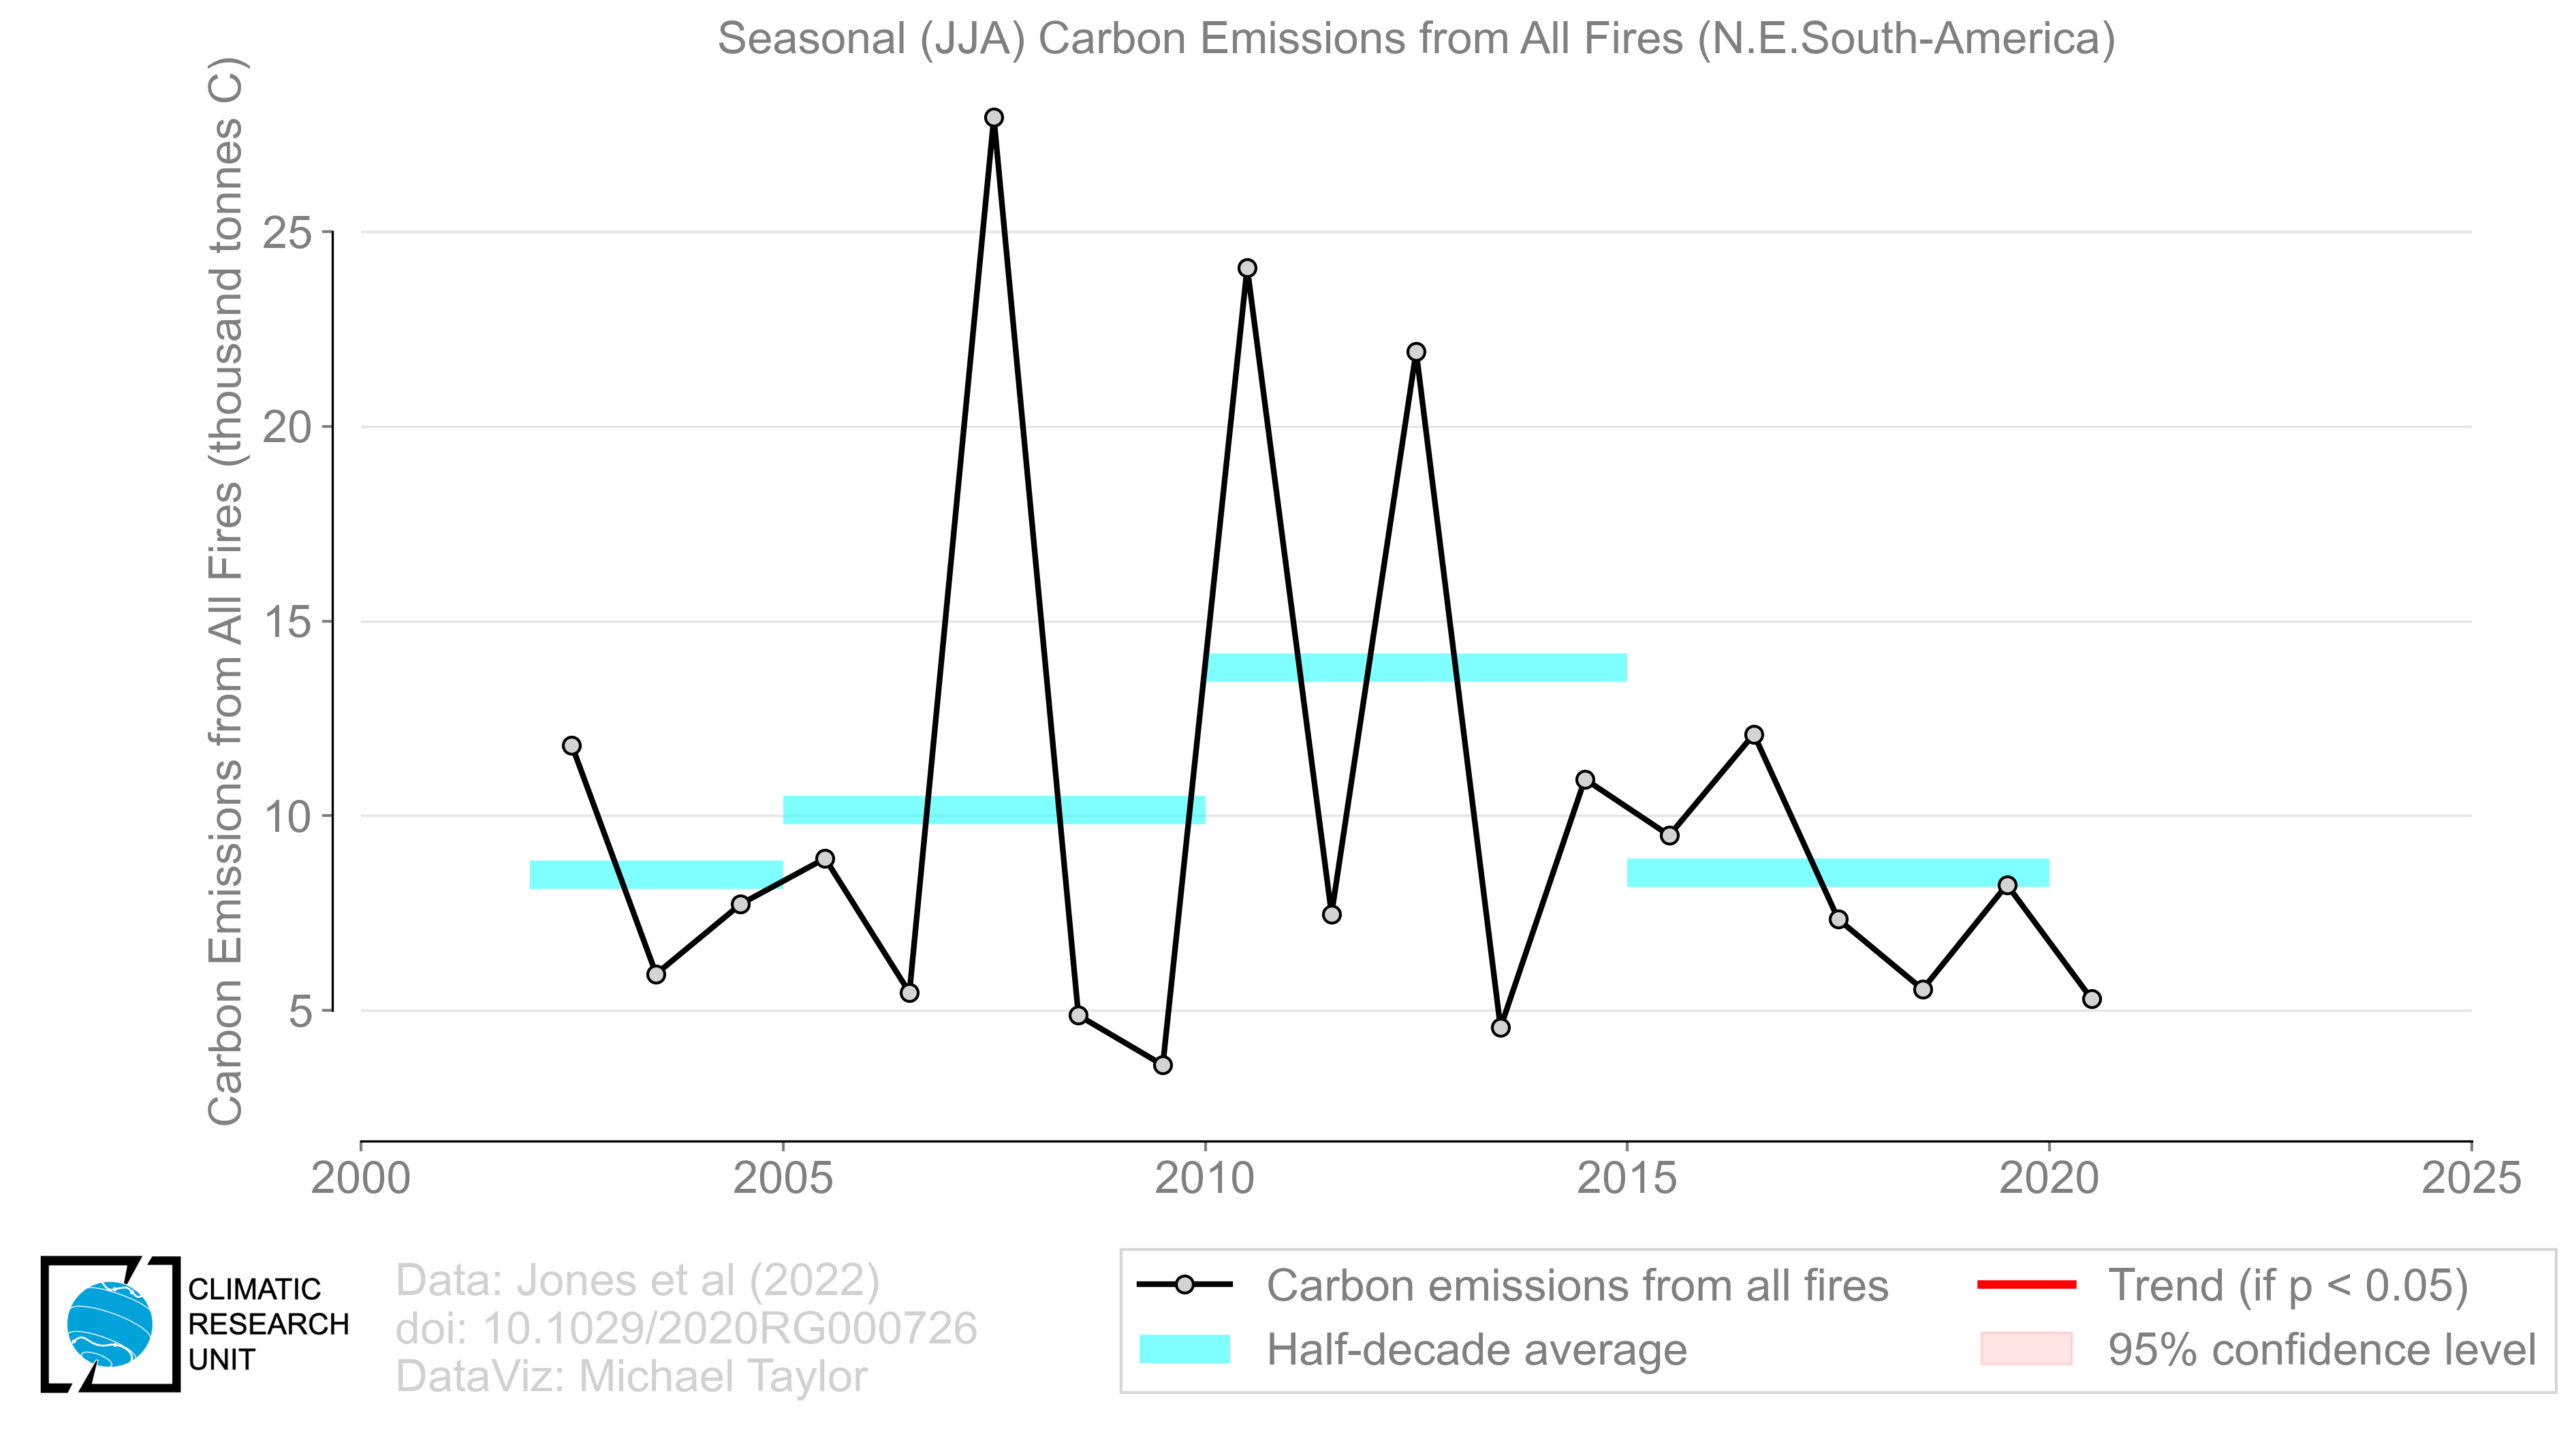 Seasonal (JJA) Carbon Emissions from All Fires (N.E.South-America)
Carbon Emissions from All Fires (thousand tonnes C)
25
20
15
10
5
2000 2005 2010 2015 2020 2025
CLIMATIC
RESEARCH
UNIT
Data: Jones et al (2022)
doi: 10.1029/2020RG000726
DataViz: Michael Taylor
Carbon emissions from all fires
Half-decade average
Trend (if p < 0.05)
95% confidence level